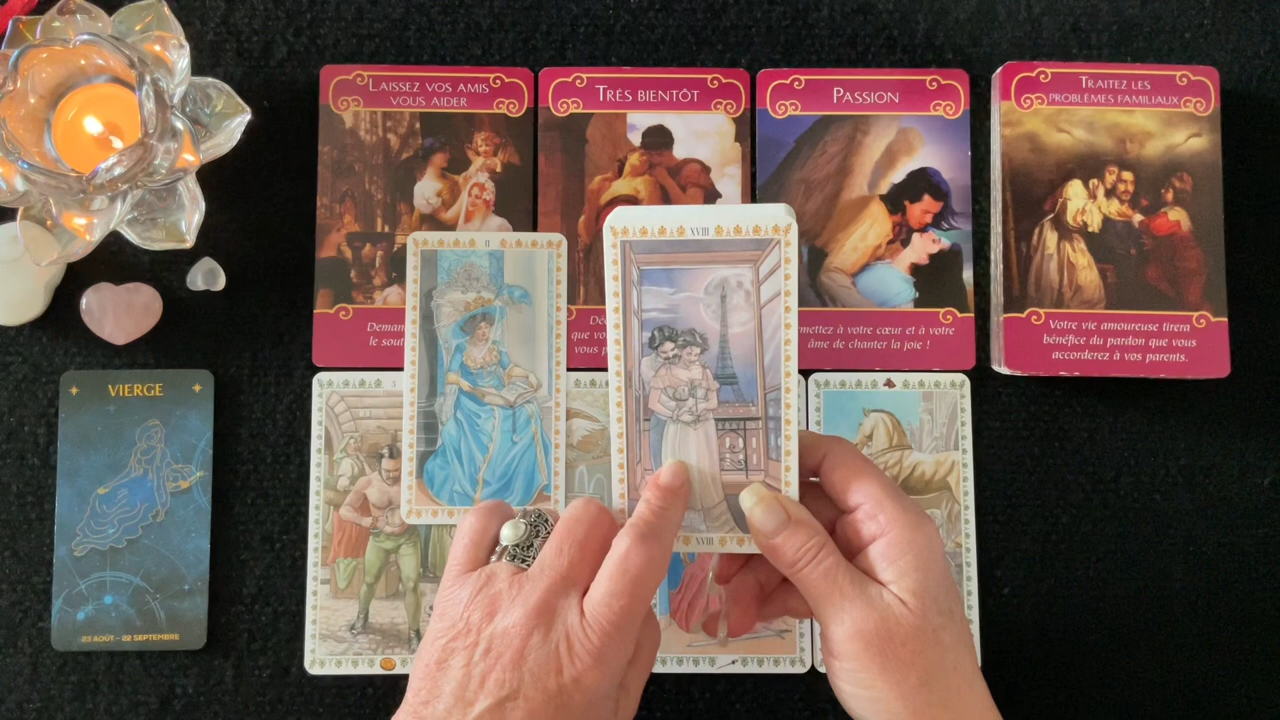 LAISSEZ VOS AMIS
VOUS AIDER
TRÈS BIENTÔT
PASSION
TRAITEZ LES
PROBLÈMES FAMILIAUX
II
XVIII
le sout
que vo
vous p
mettez à votre cœur et à votre
âme de chanter la joie !
Votre vie amoureuse tirera
bénéfice du pardon que vous
accorderez à vos parents.
VIERGE
XVIII
23 AOÛT - 22 SEPTEMBRE